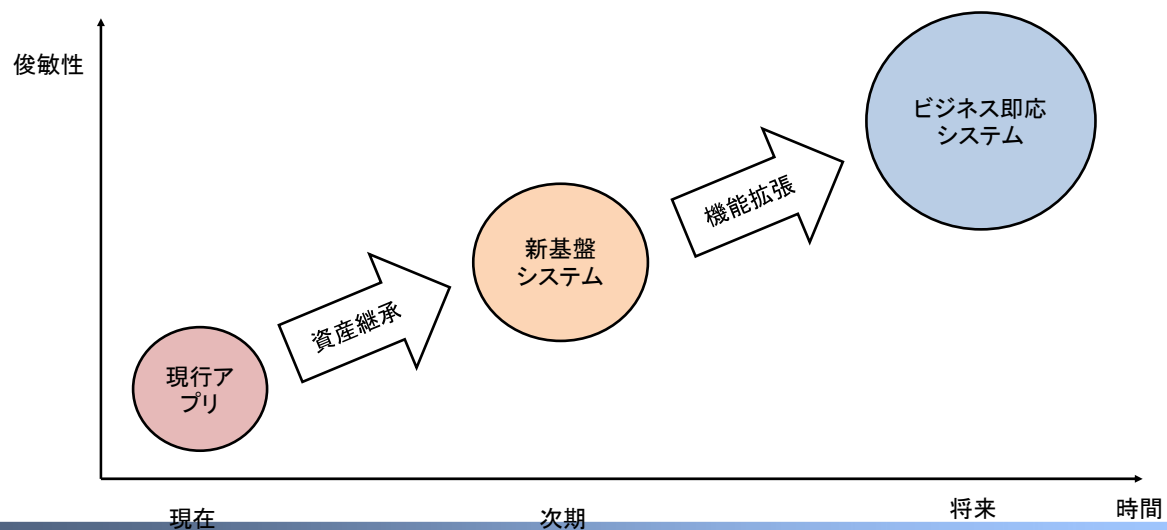 俊敏性
ビジネス即応
システム
機能拡張
新基盤
システム
資産継承
現行ア
プリ
現在
次期
将来
時間